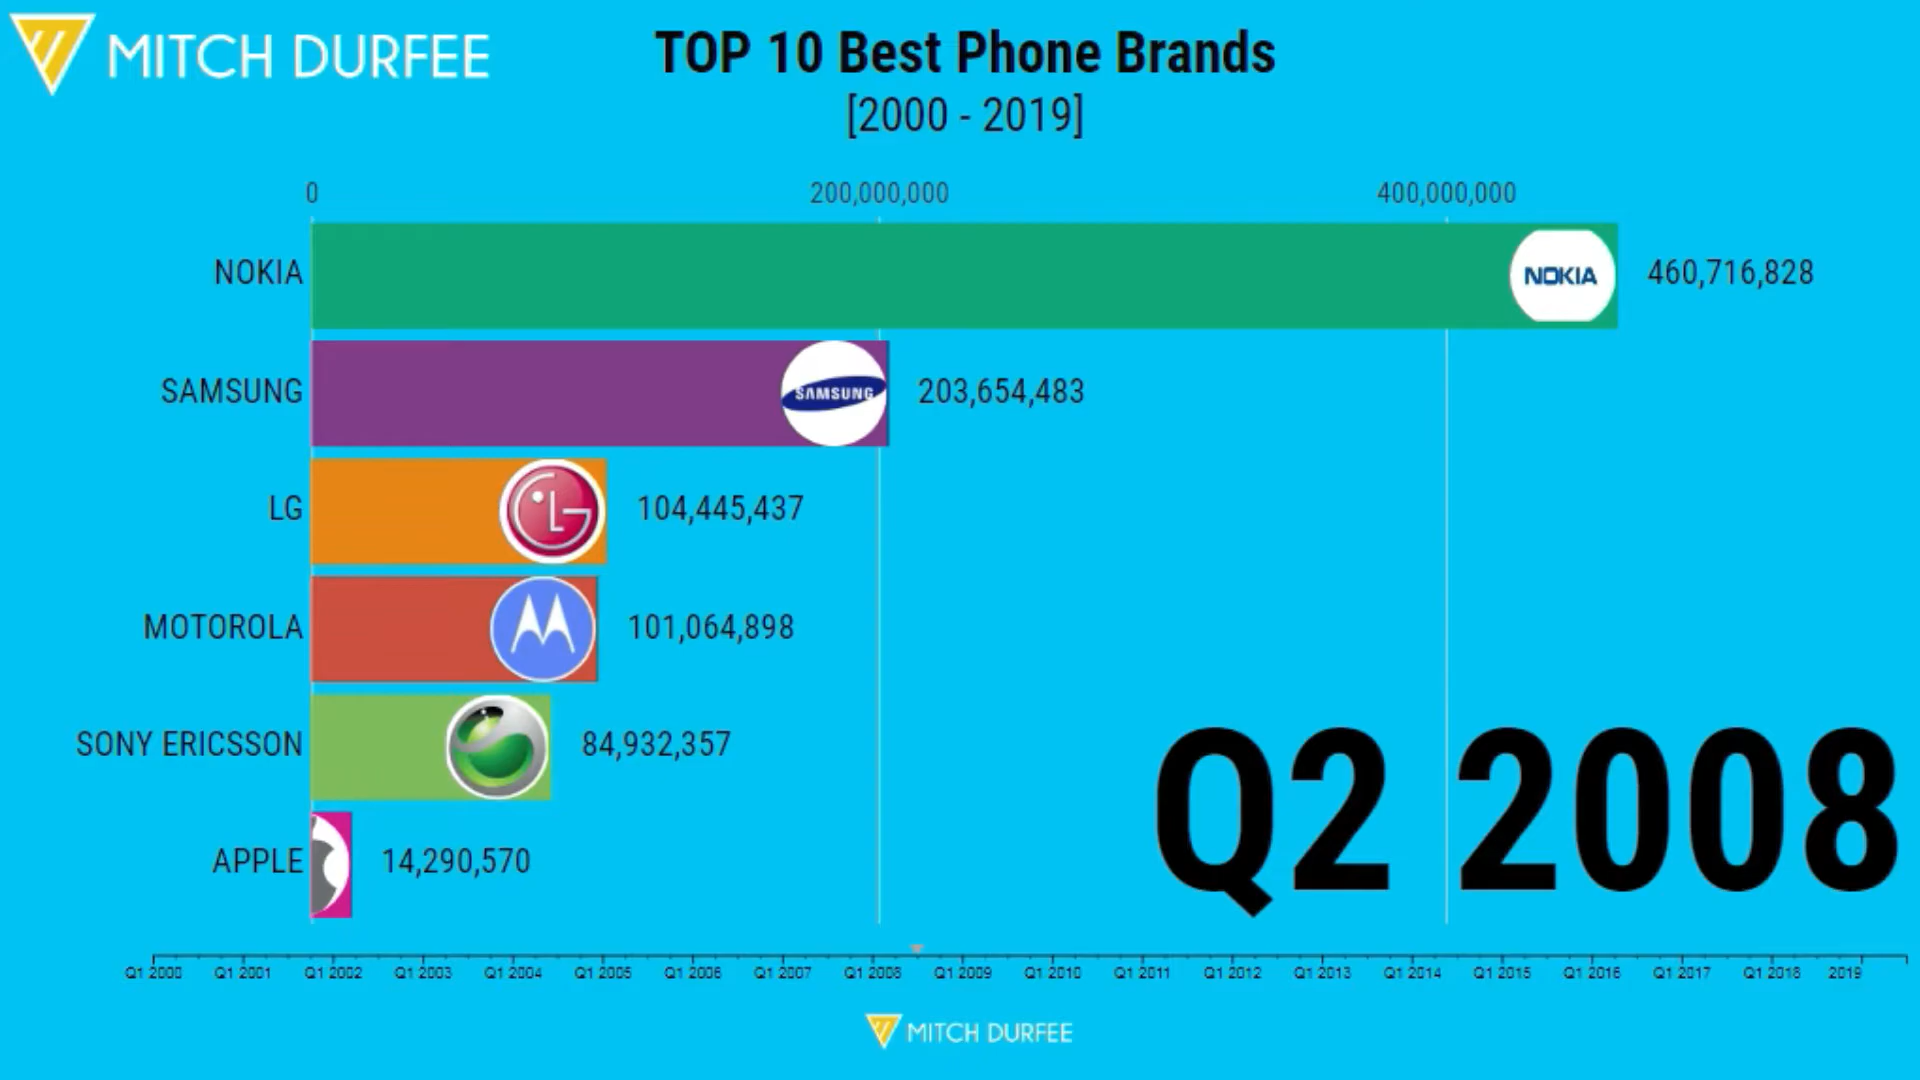 MITCH DURFEE
TOP 10 Best Phone Brands
[2000 - 2019]
0 200,000,000 400,000,000
NOKIA NOKIA 460,716,828
SAMSUNG SAMSUNG 203,654,483
LG LG 104,445,437
MOTOROLA 101,064,898
SONY ERICSSON 84,932,357
APPLE 14,290,570
Q2 2008
Q1 2000 Q1 2001 Q1 2002 Q1 2003 Q1 2004 Q1 2005 Q1 2006 Q1 2007 Q1 2008 Q1 2009 Q1 2010 Q1 2011 Q1 2012 Q1 2013 Q1 2014 Q1 2015 Q1 2016 Q1 2017 Q1 2018 2019
MITCH DURFEE